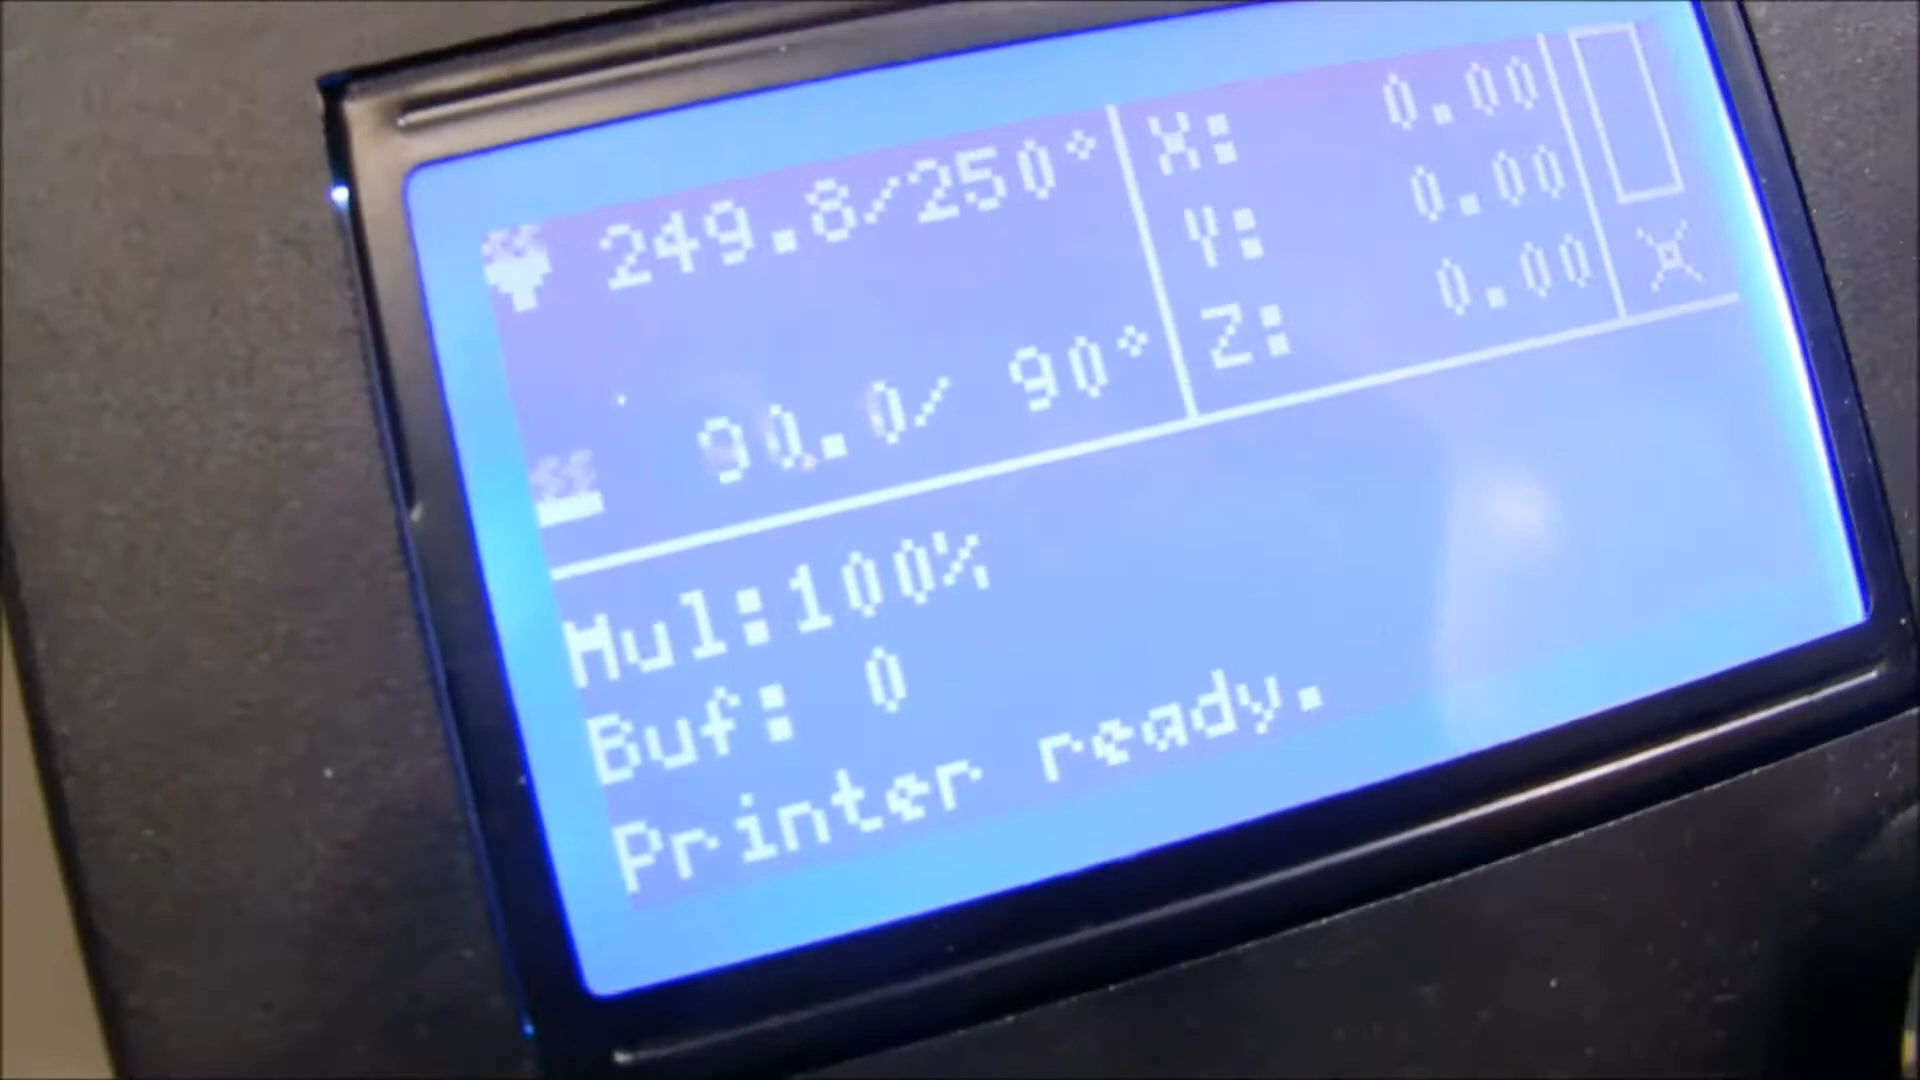 249.8/250°
90.0/ 90°
X: 0.00
Y: 0.00
Z: 0.00
Mul:100%
Buf: 0
Printer ready.